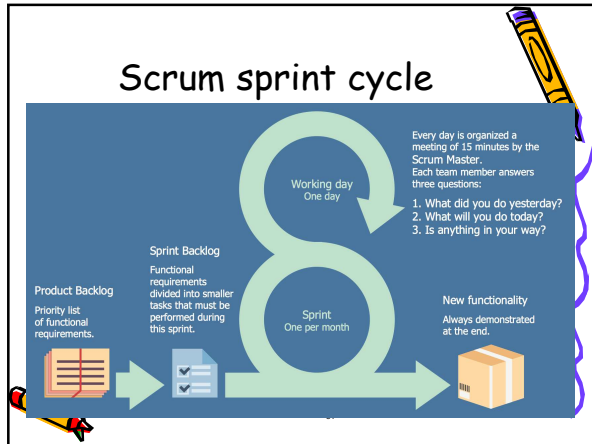 Scrum sprint cycle
Every day is organized a
meeting of 15 minutes by the
Scrum Master.
Each team member answers
three questions:
1. What did you do yesterday?
2. What will you do today?
3. Is anything in your way?
Working day
One day
Sprint Backlog
Functional
requirements
divided into smaller
tasks that must be
performed during
this sprint.
Product Backlog
Priority list
of functional
requirements.
Sprint
One per month
New functionality
Always demonstrated
at the end.